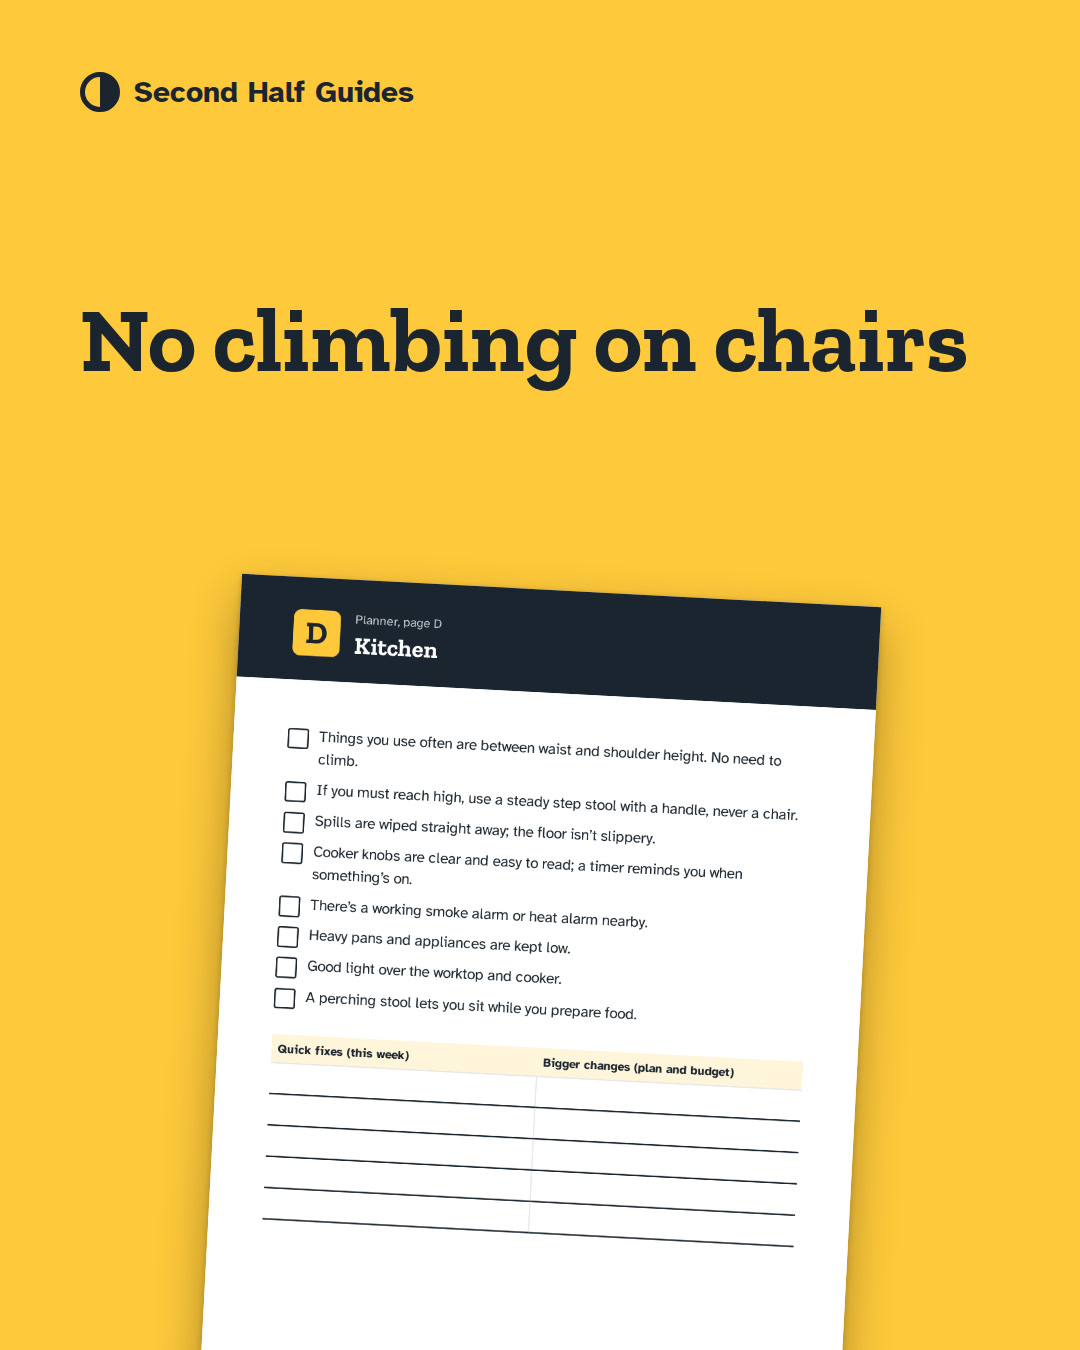 Second Half Guides
No climbing on chairs
D
Planner, page D
Kitchen
Things you use often are between waist and shoulder height. No need to
climb.
If you must reach high, use a steady step stool with a handle, never a chair.
Spills are wiped straight away; the floor isn’t slippery.
Cooker knobs are clear and easy to read; a timer reminds you when
something’s on.
There’s a working smoke alarm or heat alarm nearby.
Heavy pans and appliances are kept low.
Good light over the worktop and cooker.
A perching stool lets you sit while you prepare food.
Quick fixes (this week)
Bigger changes (plan and budget)